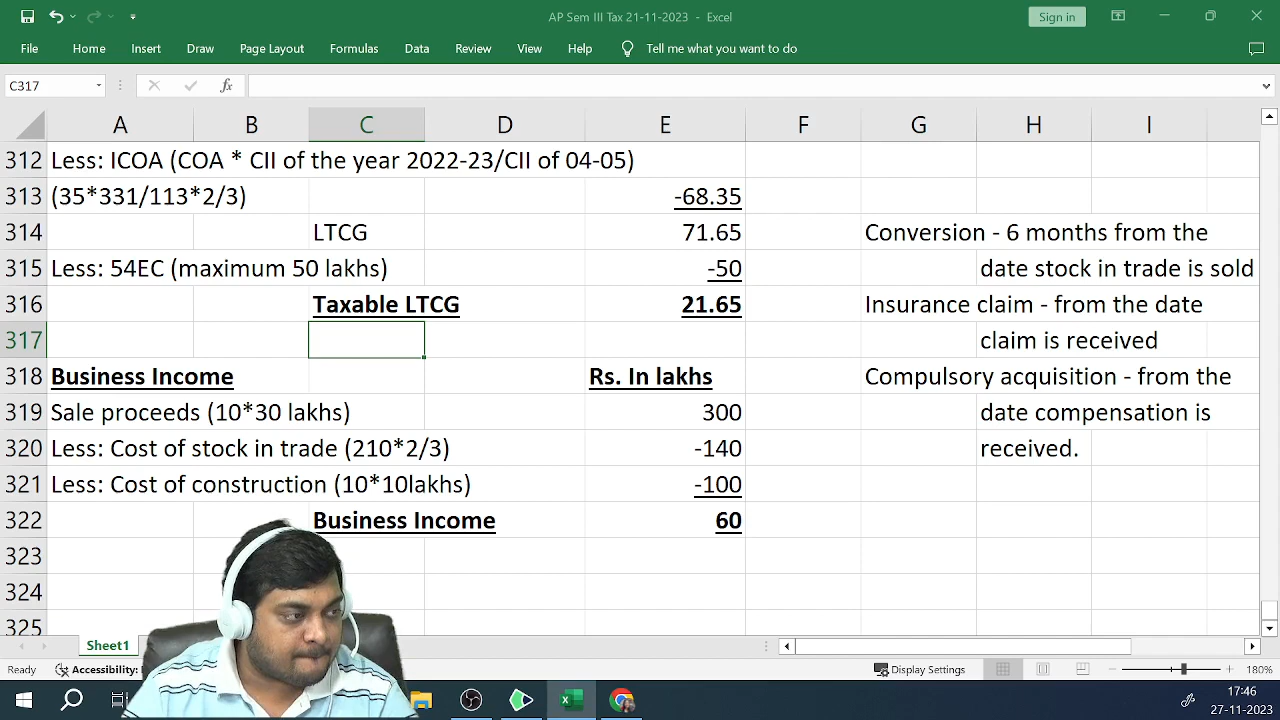 AP Sem III Tax 21-11-2023 - Excel
Sign in
File Home Insert Draw Page Layout Formulas Data Review View Help Tell me what you want to do
C317 fx
A B C D E F G H I
312 Less: ICOA (COA * CII of the year 2022-23/CII of 04-05)
313 (35*331/113*2/3) -68.35
314 LTCG 71.65 Conversion - 6 months from the
315 Less: 54EC (maximum 50 lakhs) -50 date stock in trade is sold
316 Taxable LTCG 21.65 Insurance claim - from the date
317 claim is received
318 Business Income Rs. In lakhs Compulsory acquisition - from the
319 Sale proceeds (10*30 lakhs) 300 date compensation is
320 Less: Cost of stock in trade (210*2/3) -140 received.
321 Less: Cost of construction (10*10lakhs) -100
322 Business Income 60
323
324
325
Sheet1
Ready Accessibility: Display Settings 180%
17:46
27-11-2023